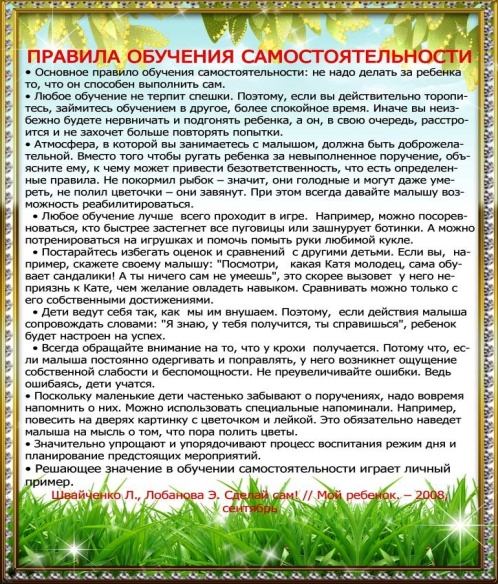 ПРАВИЛА ОБУЧЕНИЯ САМОСТОЯТЕЛЬНОСТИ
• Основное правило обучения самостоятельности: не надо делать за ребенка
то, что он способен выполнить сам.
• Любое обучение не терпит спешки. Поэтому, если вы действительно торопи-
тесь, займитесь обучением в другое, более спокойное время. Иначе вы неиз-
бежно будете нервничать и подгонять ребенка, а он, в свою очередь, расстро-
ится и не захочет больше повторять попытки.
• Атмосфера, в которой вы занимаетесь с малышом, должна быть доброжела-
тельной. Вместо того чтобы ругать ребенка за невыполненное поручение, объ-
ясните ему, к чему может привести безответственность, что есть определен-
ные правила. Не покормил рыбок – значит, они голодные и могут даже уме-
реть, не полил цветочки – они завянут. При этом всегда давайте малышу воз-
можность реабилитироваться.
• Любое обучение лучше всего проходит в игре. Например, можно посорев-
новаться, кто быстрее застегнет все пуговицы или зашнурует ботинки. А можно
потренироваться на игрушках и помочь помыть руки любимой кукле.
• Постарайтесь избегать оценок и сравнений с другими детьми. Если вы, на-
пример, скажете своему малышу: "Посмотри, какая Катя молодец, сама обу-
вает сандалики! А ты ничего сам не умеешь", это скорее вызовет у него не-
приязнь к Кате, чем желание овладеть навыком. Сравнивать можно только с
его собственными достижениями.
• Дети ведут себя так, как мы им внушаем. Поэтому, если действия малыша
сопровождать словами: "Я знаю, у тебя получится, ты справишься", ребенок
будет настроен на успех.
• Всегда обращайте внимание на то, что у крохи получается. Потому что, ес-
ли малыша постоянно одергивать и поправлять, у него возникнет ощущение
собственной слабости и беспомощности. Не преувеличивайте ошибки. Ведь
ошибаясь, дети учатся.
• Поскольку маленькие дети частенько забывают о поручениях, надо вовремя
напомнить о них. Можно использовать специальные напоминали. Например,
повесить на дверях картинку с цветочком и лейкой. Это обязательно наведет
малыша на мысль о том, что пора полить цветы.
• Значительно упрощают и упорядочивают процесс воспитания режим дня и
планирование предстоящих мероприятий.
• Решающее значение в обучении самостоятельности играет личный
пример.
Швайченко Л., Лобанова Э. Сделай сам! // Мой ребенок. – 2008,
сентябрь